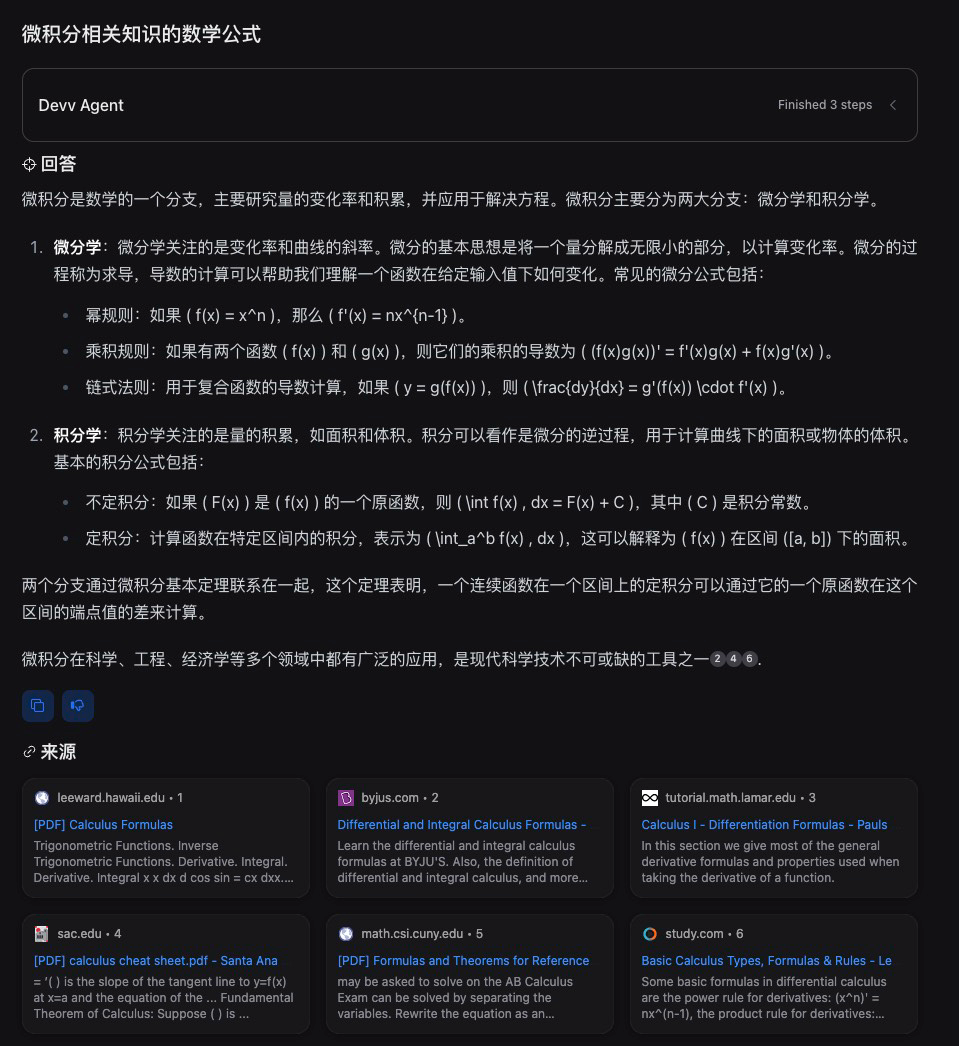 微积分相关知识的数学公式
Devv Agent
Finished 3 steps
回答
微积分是数学的一个分支，主要研究量的变化率和积累，并应用于解决方程。微积分主要分为两大分支：微分学和积分学。
1. 微分学：微分学关注的是变化率和曲线的斜率。微分的基本思想是将一个量分解成无限小的部分，以计算变化率。微分的过
程称为求导，导数的计算可以帮助我们理解一个函数在给定输入值下如何变化。常见的微分公式包括：
• 幂规则：如果 ( f(x) = x^n )，那么 ( f'(x) = nx^{n-1} )。
• 乘积规则：如果有两个函数 ( f(x) ) 和 ( g(x) )，则它们的乘积的导数为 ( (f(x)g(x))' = f'(x)g(x) + f(x)g'(x) )。
• 链式法则：用于复合函数的导数计算，如果 ( y = g(f(x)) )，则 ( \frac{dy}{dx} = g'(f(x)) \cdot f'(x) )。
2. 积分学：积分学关注的是量的积累，如面积和体积。积分可以看作是微分的逆过程，用于计算曲线下的面积或物体的体积。
基本的积分公式包括：
• 不定积分：如果 ( F(x) ) 是 ( f(x) ) 的一个原函数，则 ( \int f(x) , dx = F(x) + C )，其中 ( C ) 是积分常数。
• 定积分：计算函数在特定区间内的积分，表示为 ( \int_a^b f(x) , dx )，这可以解释为 ( f(x) ) 在区间 ([a, b]) 下的面积。
两个分支通过微积分基本定理联系在一起，这个定理表明，一个连续函数在一个区间上的定积分可以通过它的一个原函数在这个
区间的端点值的差来计算。
微积分在科学、工程、经济学等多个领域中都有广泛的应用，是现代科学技术不可或缺的工具之一 2 4 6.
来源
leeward.hawaii.edu • 1
[PDF] Calculus Formulas
Trigonometric Functions. Inverse
Trigonometric Functions. Derivative. Integral.
Derivative. Integral x x dx d cos sin = cx dxx....
byjus.com • 2
Differential and Integral Calculus Formulas -
Learn the differential and integral calculus
formulas at BYJU'S. Also, the definition of
differential and integral calculus, and more...
tutorial.math.lamar.edu • 3
Calculus I - Differentiation Formulas - Pauls
In this section we give most of the general
derivative formulas and properties used when
taking the derivative of a function.
sac.edu • 4
[PDF] calculus cheat sheet.pdf - Santa Ana
= '( ) is the slope of the tangent line to y=f(x)
at x=a and the equation of the ... Fundamental
Theorem of Calculus: Suppose ( ) is ...
math.csi.cuny.edu • 5
[PDF] Formulas and Theorems for Reference
may be asked to solve on the AB Calculus
Exam can be solved by separating the
variables. Rewrite the equation as an...
study.com • 6
Basic Calculus Types, Formulas & Rules - Le
Some basic formulas in differential calculus
are the power rule for derivatives: (x^n)' =
nx^(n-1), the product rule for derivatives:...